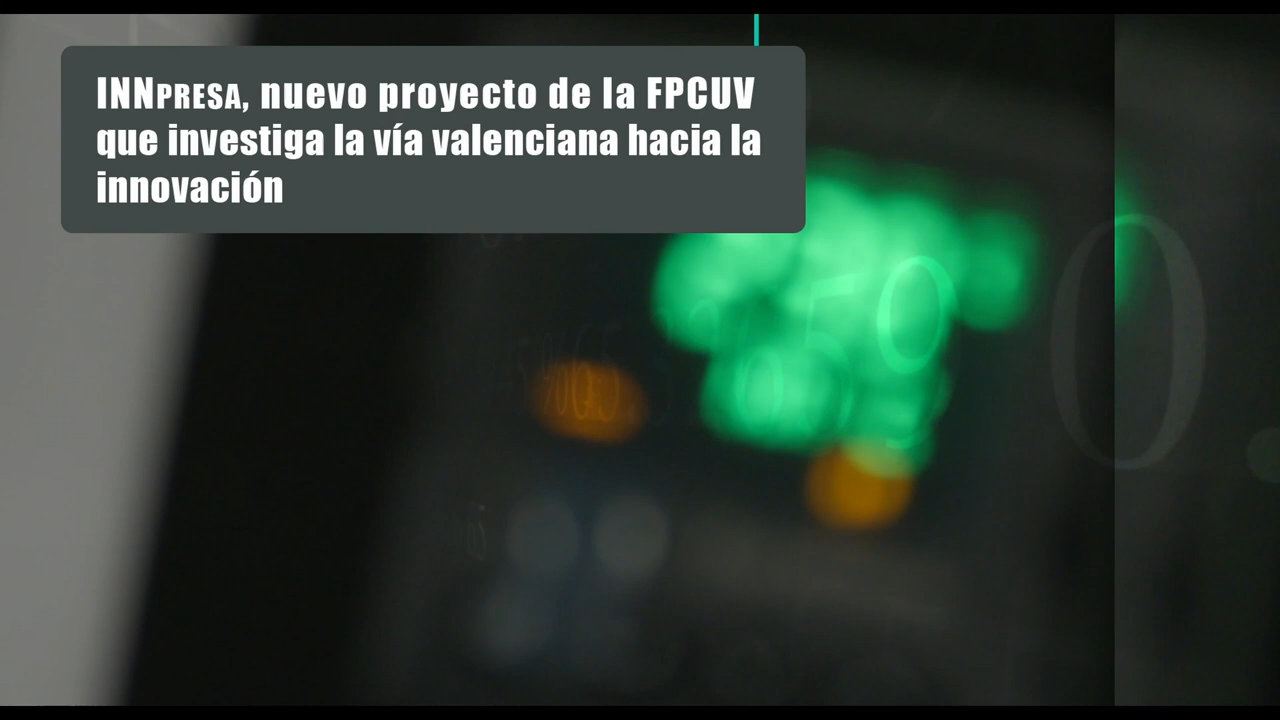 INNPRESA, nuevo proyecto de la FPCUV
que investiga la vía valenciana hacia la
innovación